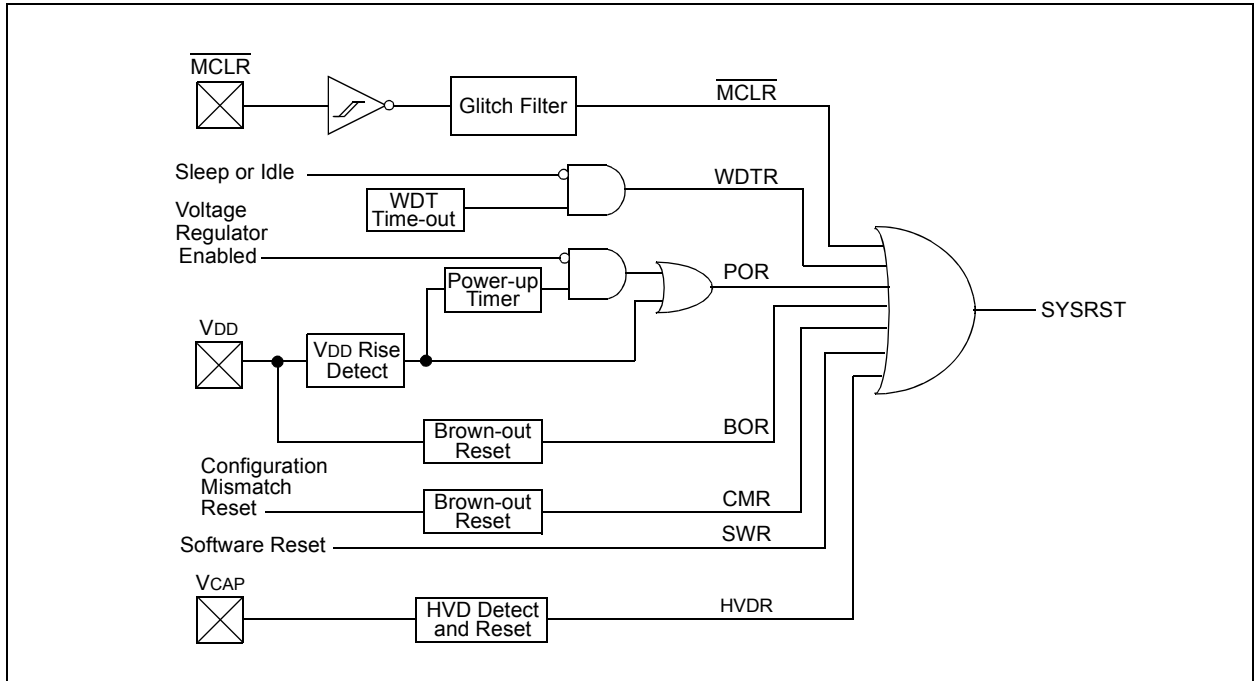 MCLR
Glitch Filter
MCLR
Sleep or Idle
WDT
Time-out
WDTR
Voltage
Regulator
Enabled
Power-up
Timer
POR
SYSRST
VDD
VDD Rise
Detect
Brown-out
Reset
BOR
Configuration
Mismatch
Reset
Brown-out
Reset
CMR
Software Reset
SWR
VCAP
HVD Detect
and Reset
HVDR